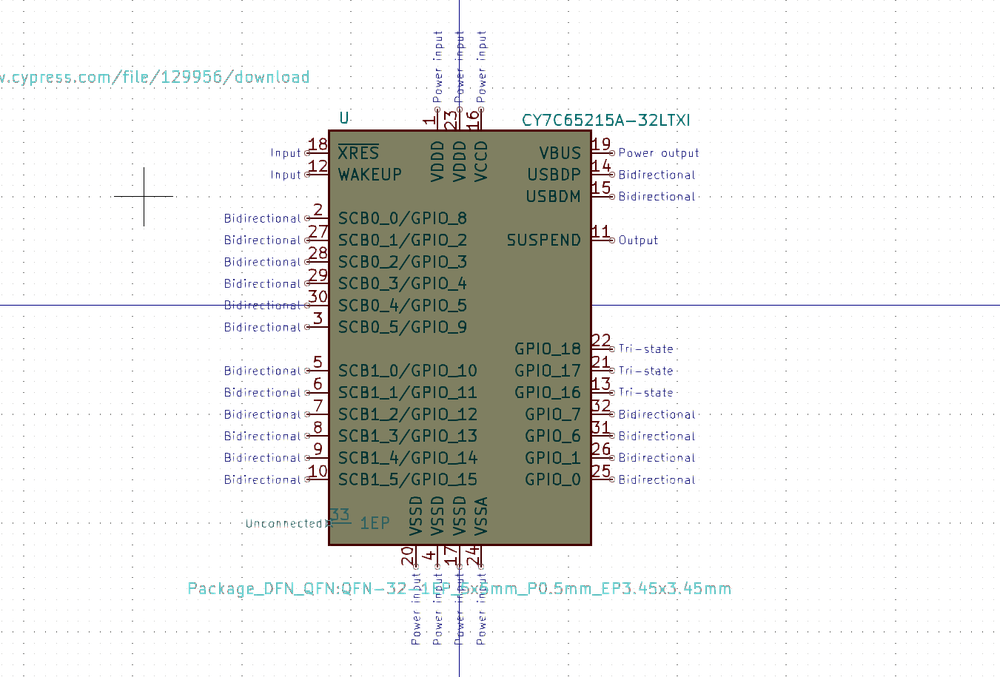 Power input
Power input
Power input
w.cypress.com/file/129956/download
1
23
16
U
CY7C65215A-32LTXI
VDDD
VDDD
VCCD
Input 18 XRES
Input 12 WAKEUP
VBUS 19 Power output
USBDP 14 Bidirectional
USBDM 15 Bidirectional
Bidirectional 2 SCB0_0/GPIO_8
Bidirectional 27 SCB0_1/GPIO_2
SUSPEND 11 Output
Bidirectional 28 SCB0_2/GPIO_3
Bidirectional 29 SCB0_3/GPIO_4
Bidirectional 30 SCB0_4/GPIO_5
Bidirectional 3 SCB0_5/GPIO_9
GPIO_18 22 Tri-state
Bidirectional 5 SCB1_0/GPIO_10
GPIO_17 21 Tri-state
Bidirectional 6 SCB1_1/GPIO_11
GPIO_16 13 Tri-state
Bidirectional 7 SCB1_2/GPIO_12
GPIO_7 32 Bidirectional
Bidirectional 8 SCB1_3/GPIO_13
GPIO_6 31 Bidirectional
Bidirectional 9 SCB1_4/GPIO_14
GPIO_1 26 Bidirectional
Bidirectional 10 SCB1_5/GPIO_15
GPIO_0 25 Bidirectional
Unconnected 33 1EP
VSSD
VSSD
VSSD
VSSA
20
4
17
24
Package_DFN_QFN:QFN-32-1EP_5x5mm_P0.5mm_EP3.45x3.45mm
Power input
Power input
Power input
Power input